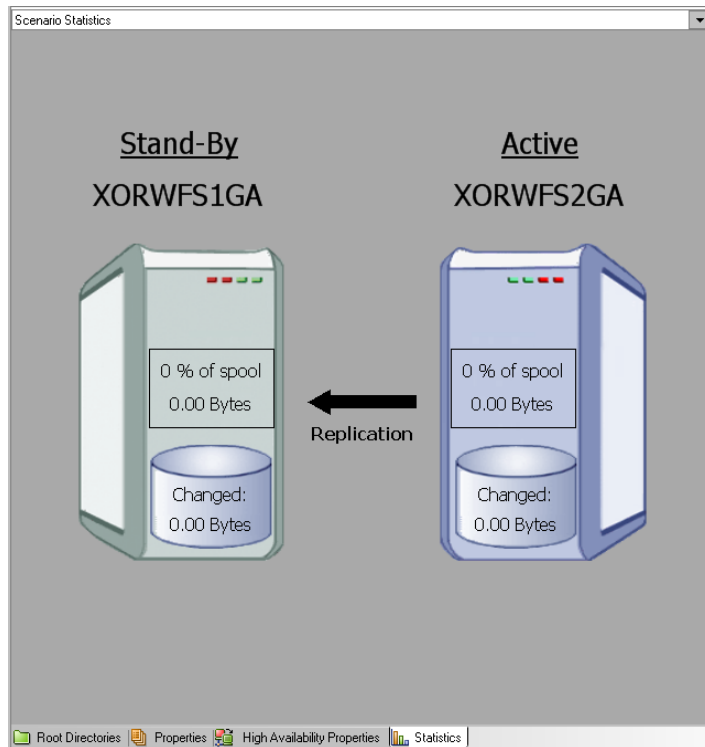 Scenario Statistics
Stand-By
XORWFS1GA
Active
XORWFS2GA
0 % of spool
0.00 Bytes
0 % of spool
0.00 Bytes
Replication
Changed:
0.00 Bytes
Changed:
0.00 Bytes
Root Directories Properties High Availability Properties Statistics